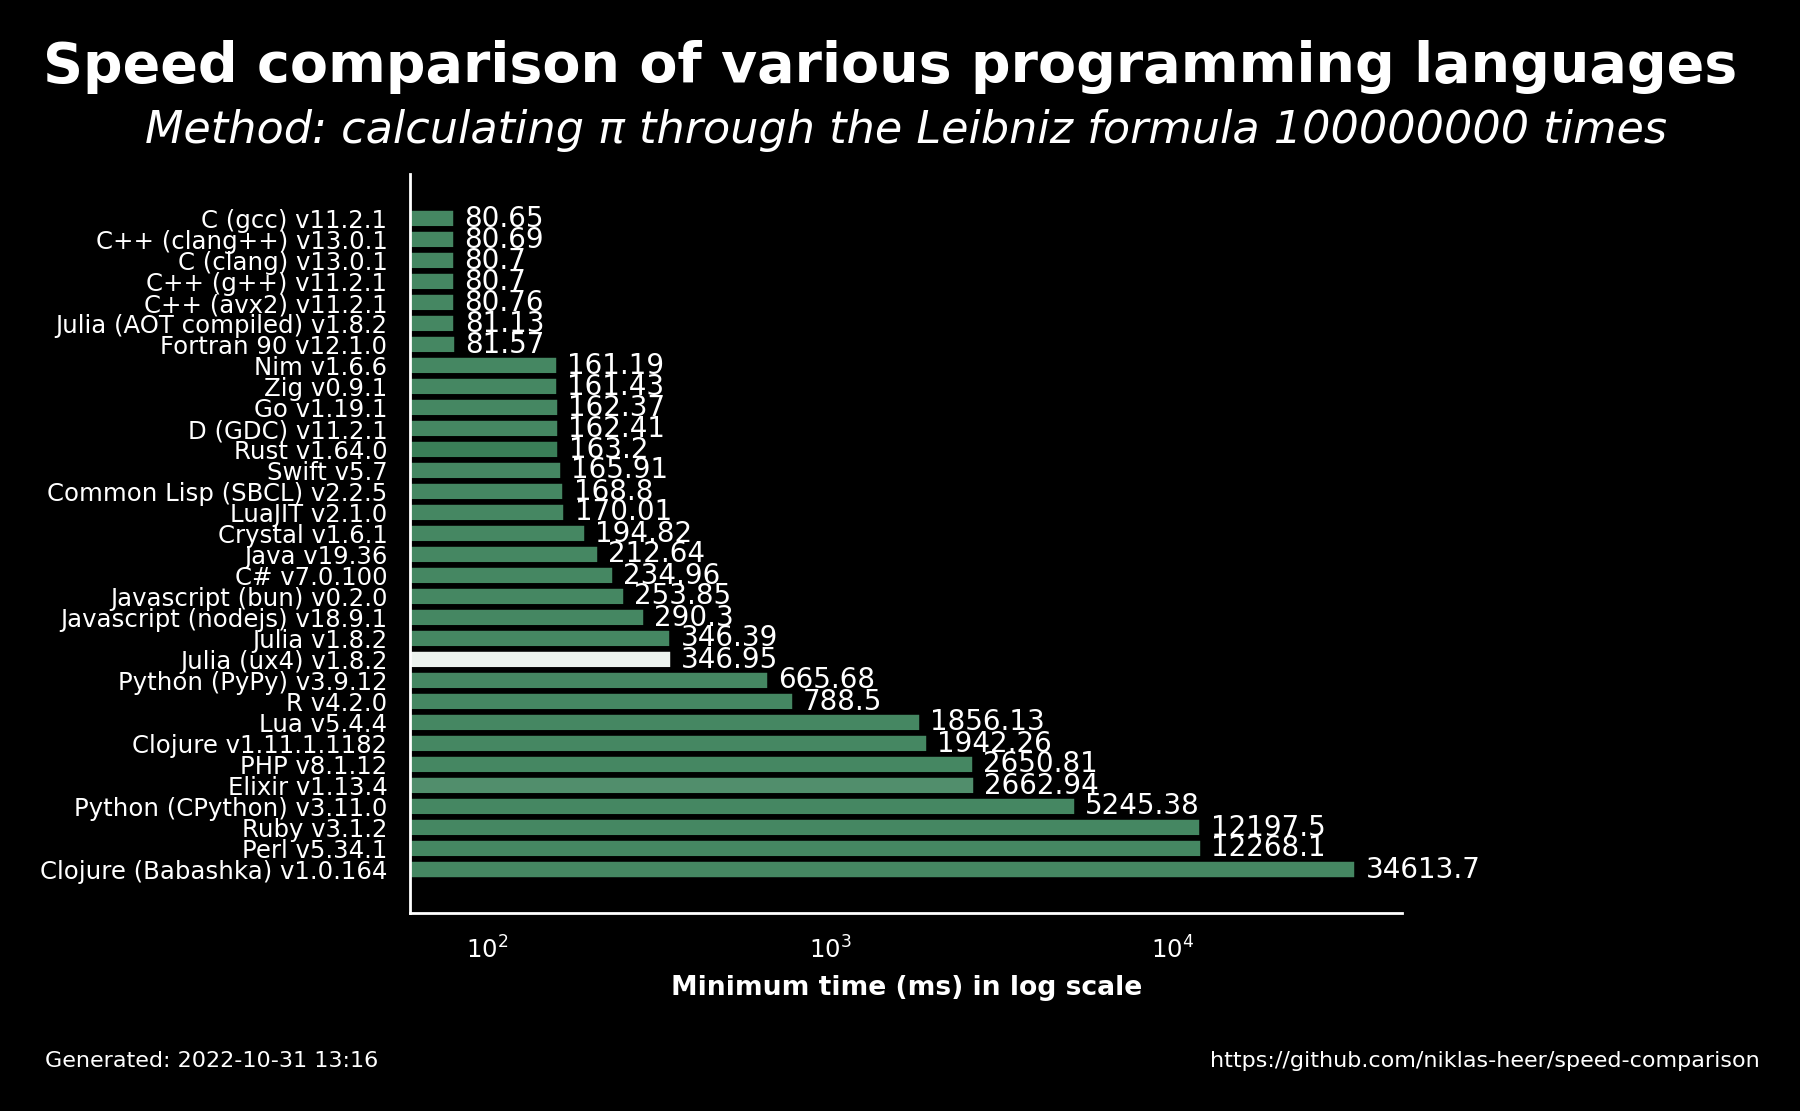 Speed comparison of various programming languages
Method: calculating π through the Leibniz formula 100000000 times
C (gcc) v11.2.1 80.65
C++ (clang++) v13.0.1 80.69
C (clang) v13.0.1 80.7
C++ (g++) v11.2.1 80.7
C++ (avx2) v11.2.1 80.76
Julia (AOT compiled) v1.8.2 81.13
Fortran 90 v12.1.0 81.57
Nim v1.6.6 161.19
Zig v0.9.1 161.43
Go v1.19.1 162.37
D (GDC) v11.2.1 162.41
Rust v1.64.0 163.2
Swift v5.7 165.91
Common Lisp (SBCL) v2.2.5 168.8
LuaJIT v2.1.0 170.01
Crystal v1.6.1 194.82
Java v19.36 212.64
C# v7.0.100 234.96
Javascript (bun) v0.2.0 253.85
Javascript (nodejs) v18.9.1 290.3
Julia v1.8.2 346.39
Julia (ux4) v1.8.2 346.95
Python (PyPy) v3.9.12 665.68
R v4.2.0 788.5
Lua v5.4.4 1856.13
Clojure v1.11.1.1182 1942.26
PHP v8.1.12 2650.81
Elixir v1.13.4 2662.94
Python (CPython) v3.11.0 5245.38
Ruby v3.1.2 12197.5
Perl v5.34.1 12268.1
Clojure (Babashka) v1.0.164 34613.7
10² 10³ 10⁴
Minimum time (ms) in log scale
Generated: 2022-10-31 13:16 https://github.com/niklas-heer/speed-comparison